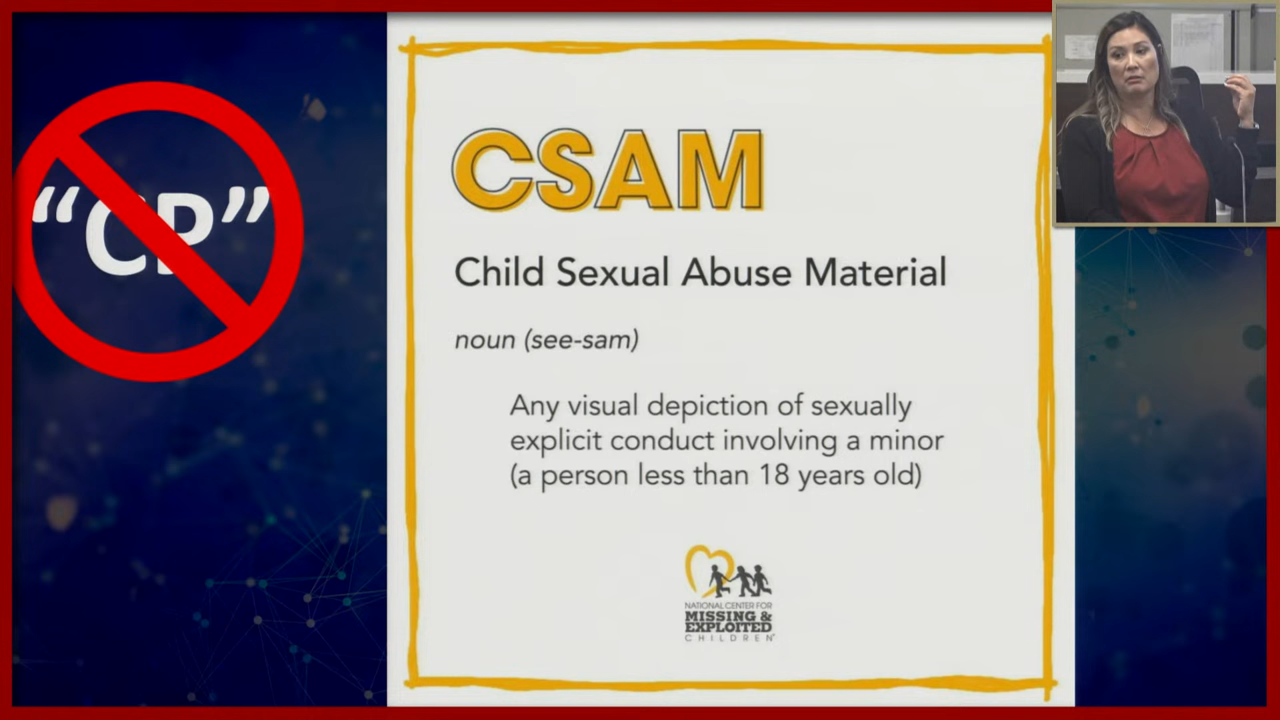 “CP”
CSAM
Child Sexual Abuse Material
noun (see-sam)
Any visual depiction of sexually
explicit conduct involving a minor
(a person less than 18 years old)
NATIONAL CENTER FOR
MISSING &
EXPLOITED
CHILDREN®